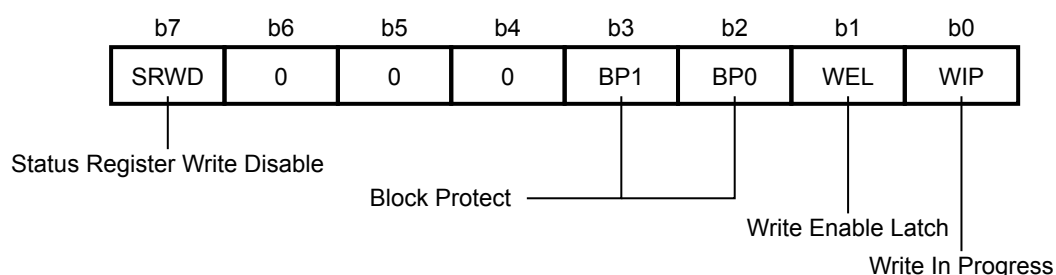 b7 b6 b5 b4 b3 b2 b1 b0
SRWD 0 0 0 BP1 BP0 WEL WIP
Status Register Write Disable
Block Protect
Write Enable Latch
Write In Progress